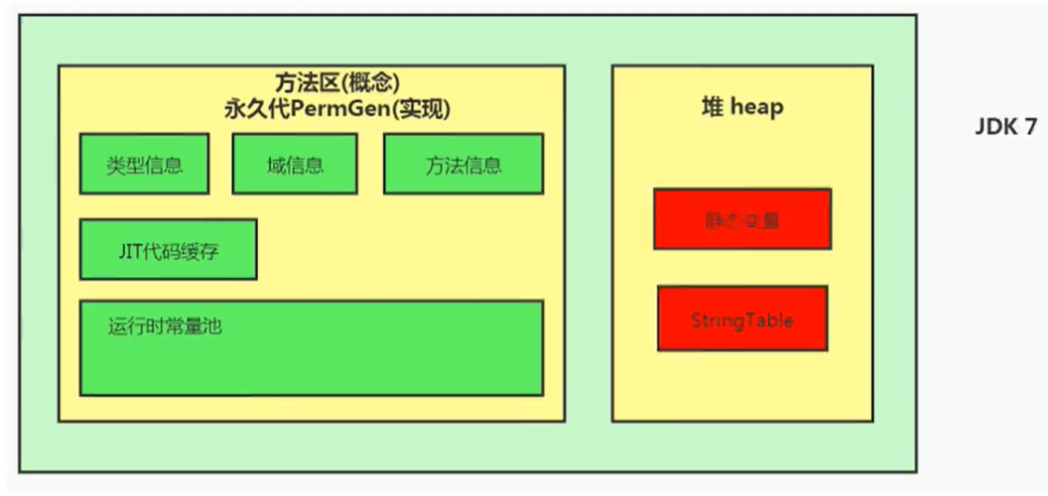 方法区(概念)
永久代PermGen(实现)
类型信息
域信息
方法信息
JIT代码缓存
运行时常量池
堆 heap
静态变量
StringTable
JDK 7